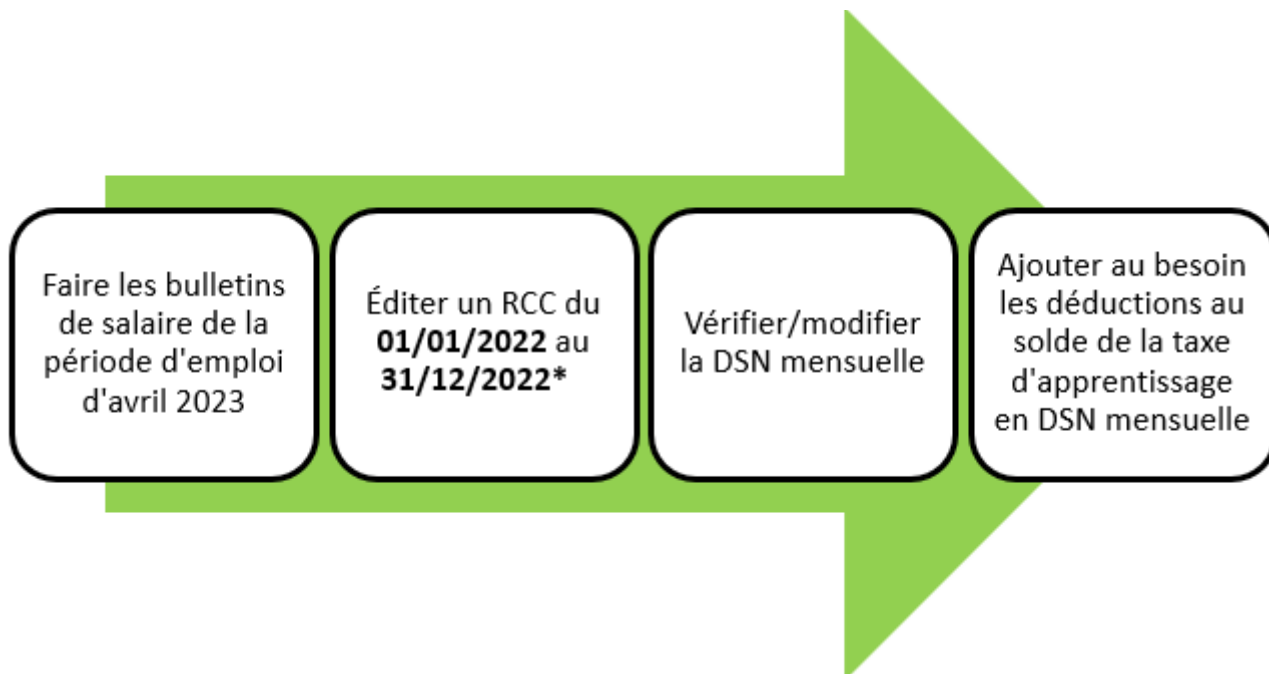 Faire les bulletins
de salaire de la
période d'emploi
d'avril 2023
Éditer un RCC du
01/01/2022 au
31/12/2022*
Vérifier/modifier
la DSN mensuelle
Ajouter au besoin
les déductions au
solde de la taxe
d'apprentissage
en DSN mensuelle